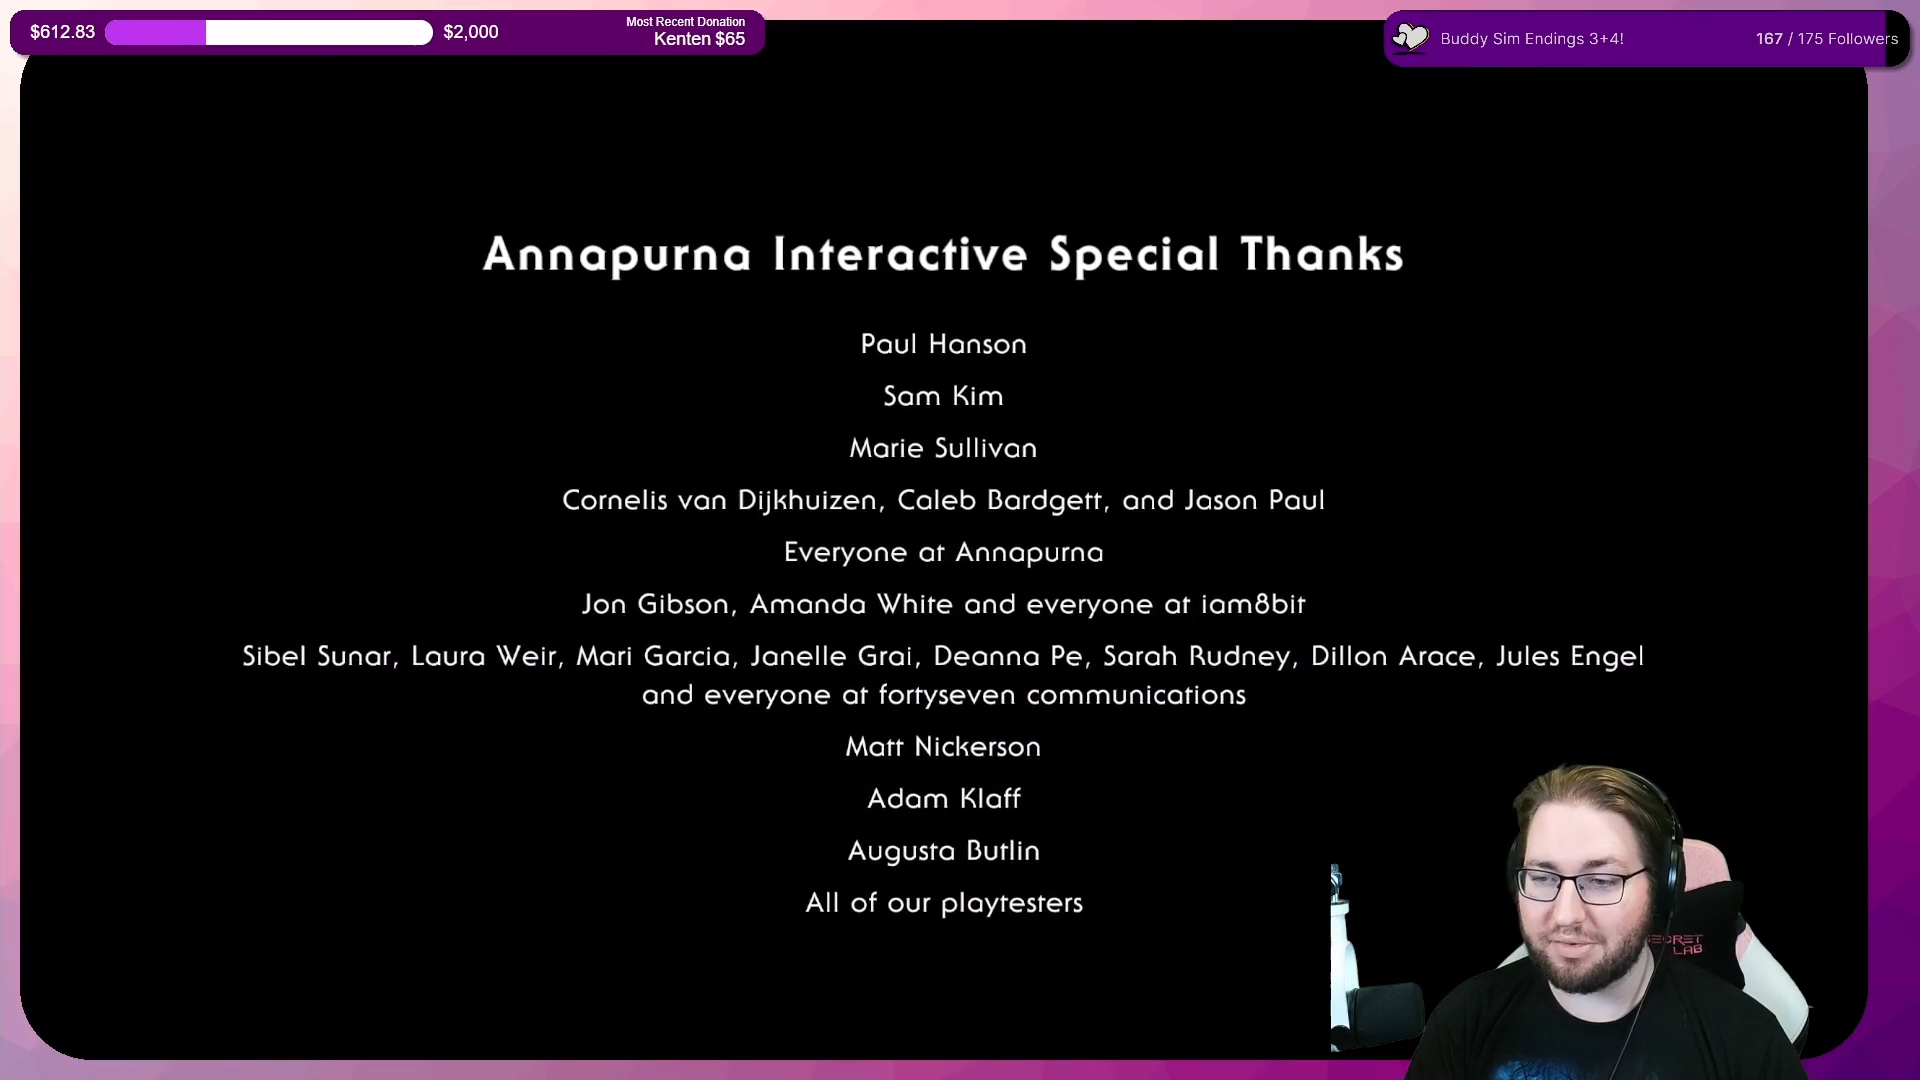 $612.83
$2,000
Most Recent Donation
Kenten $65
Buddy Sim Endings 3+4!
167 / 175 Followers
Annapurna Interactive Special Thanks
Paul Hanson
Sam Kim
Marie Sullivan
Cornelis van Dijkhuizen, Caleb Bardgett, and Jason Paul
Everyone at Annapurna
Jon Gibson, Amanda White and everyone at iam8bit
Sibel Sunar, Laura Weir, Mari Garcia, Janelle Grai, Deanna Pe, Sarah Rudney, Dillon Arace, Jules Engel
and everyone at fortyseven communications
Matt Nickerson
Adam Klaff
Augusta Butlin
All of our playtesters
SECRET
LAB